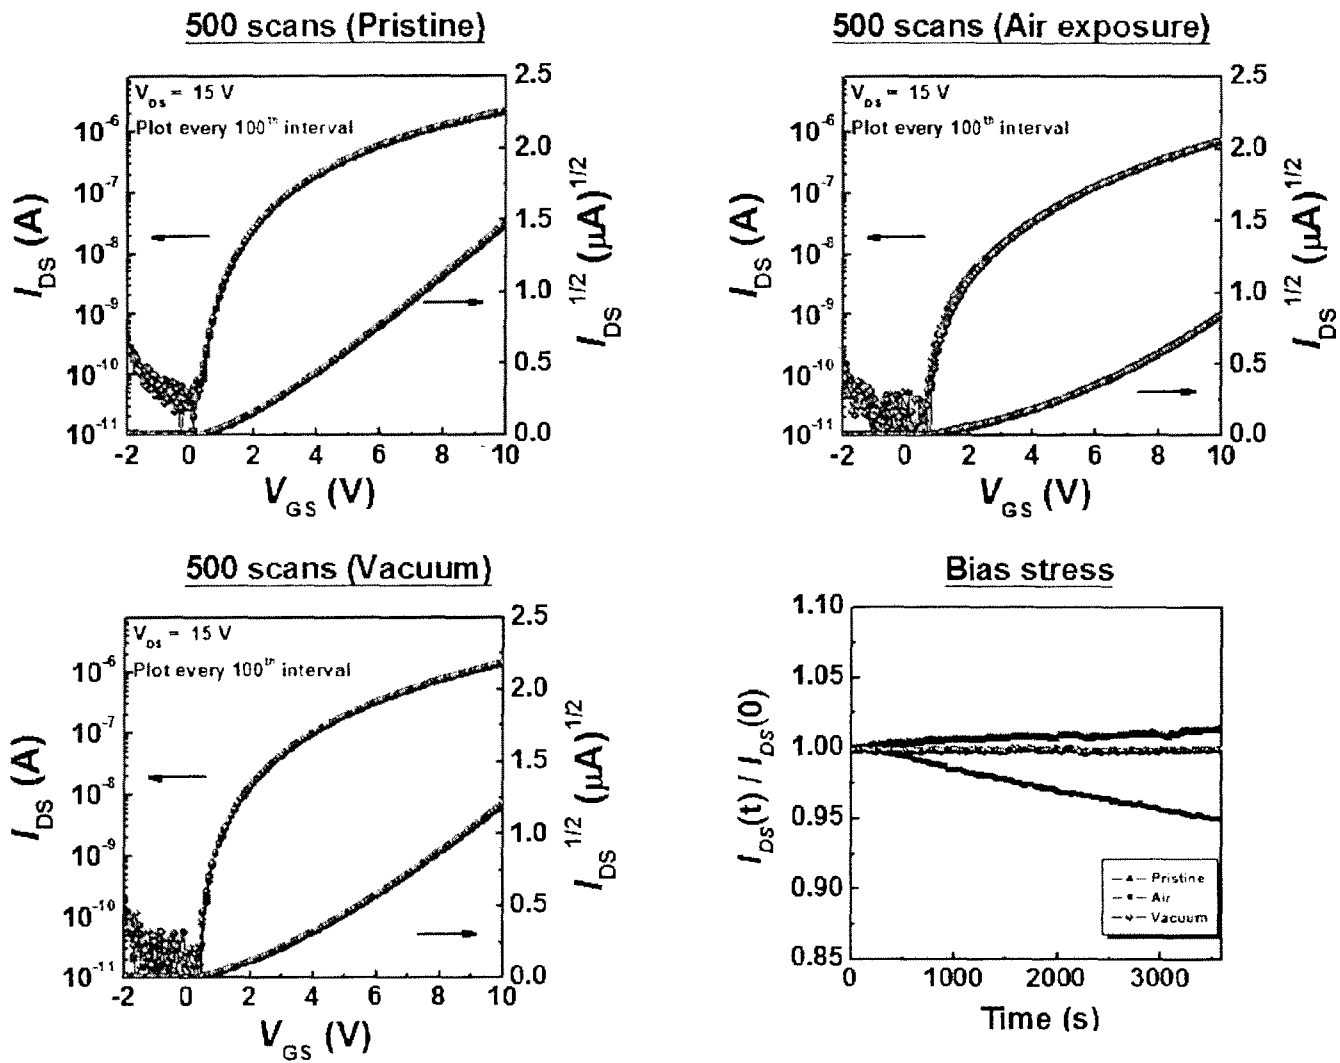 500 scans (Pristine)
V_DS = 15 V
Plot every 100th interval
10^-6
10^-7
10^-8
10^-9
10^-10
10^-11
I_DS (A)
2.5
2.0
1.5
1.0
0.5
0.0
I_DS^1/2 (μA)^1/2
-2 0 2 4 6 8 10
V_GS (V)
500 scans (Air exposure)
V_DS = 15 V
Plot every 100th interval
10^-6
10^-7
10^-8
10^-9
10^-10
10^-11
I_DS (A)
2.5
2.0
1.5
1.0
0.5
0.0
I_DS^1/2 (μA)^1/2
-2 0 2 4 6 8 10
V_GS (V)
500 scans (Vacuum)
V_DS = 15 V
Plot every 100th interval
10^-6
10^-7
10^-8
10^-9
10^-10
10^-11
I_DS (A)
2.5
2.0
1.5
1.0
0.5
0.0
I_DS^1/2 (μA)^1/2
-2 0 2 4 6 8 10
V_GS (V)
Bias stress
1.10
1.05
1.00
0.95
0.90
0.85
I_DS(t) / I_DS(0)
Pristine
Air
Vacuum
0 1000 2000 3000
Time (s)